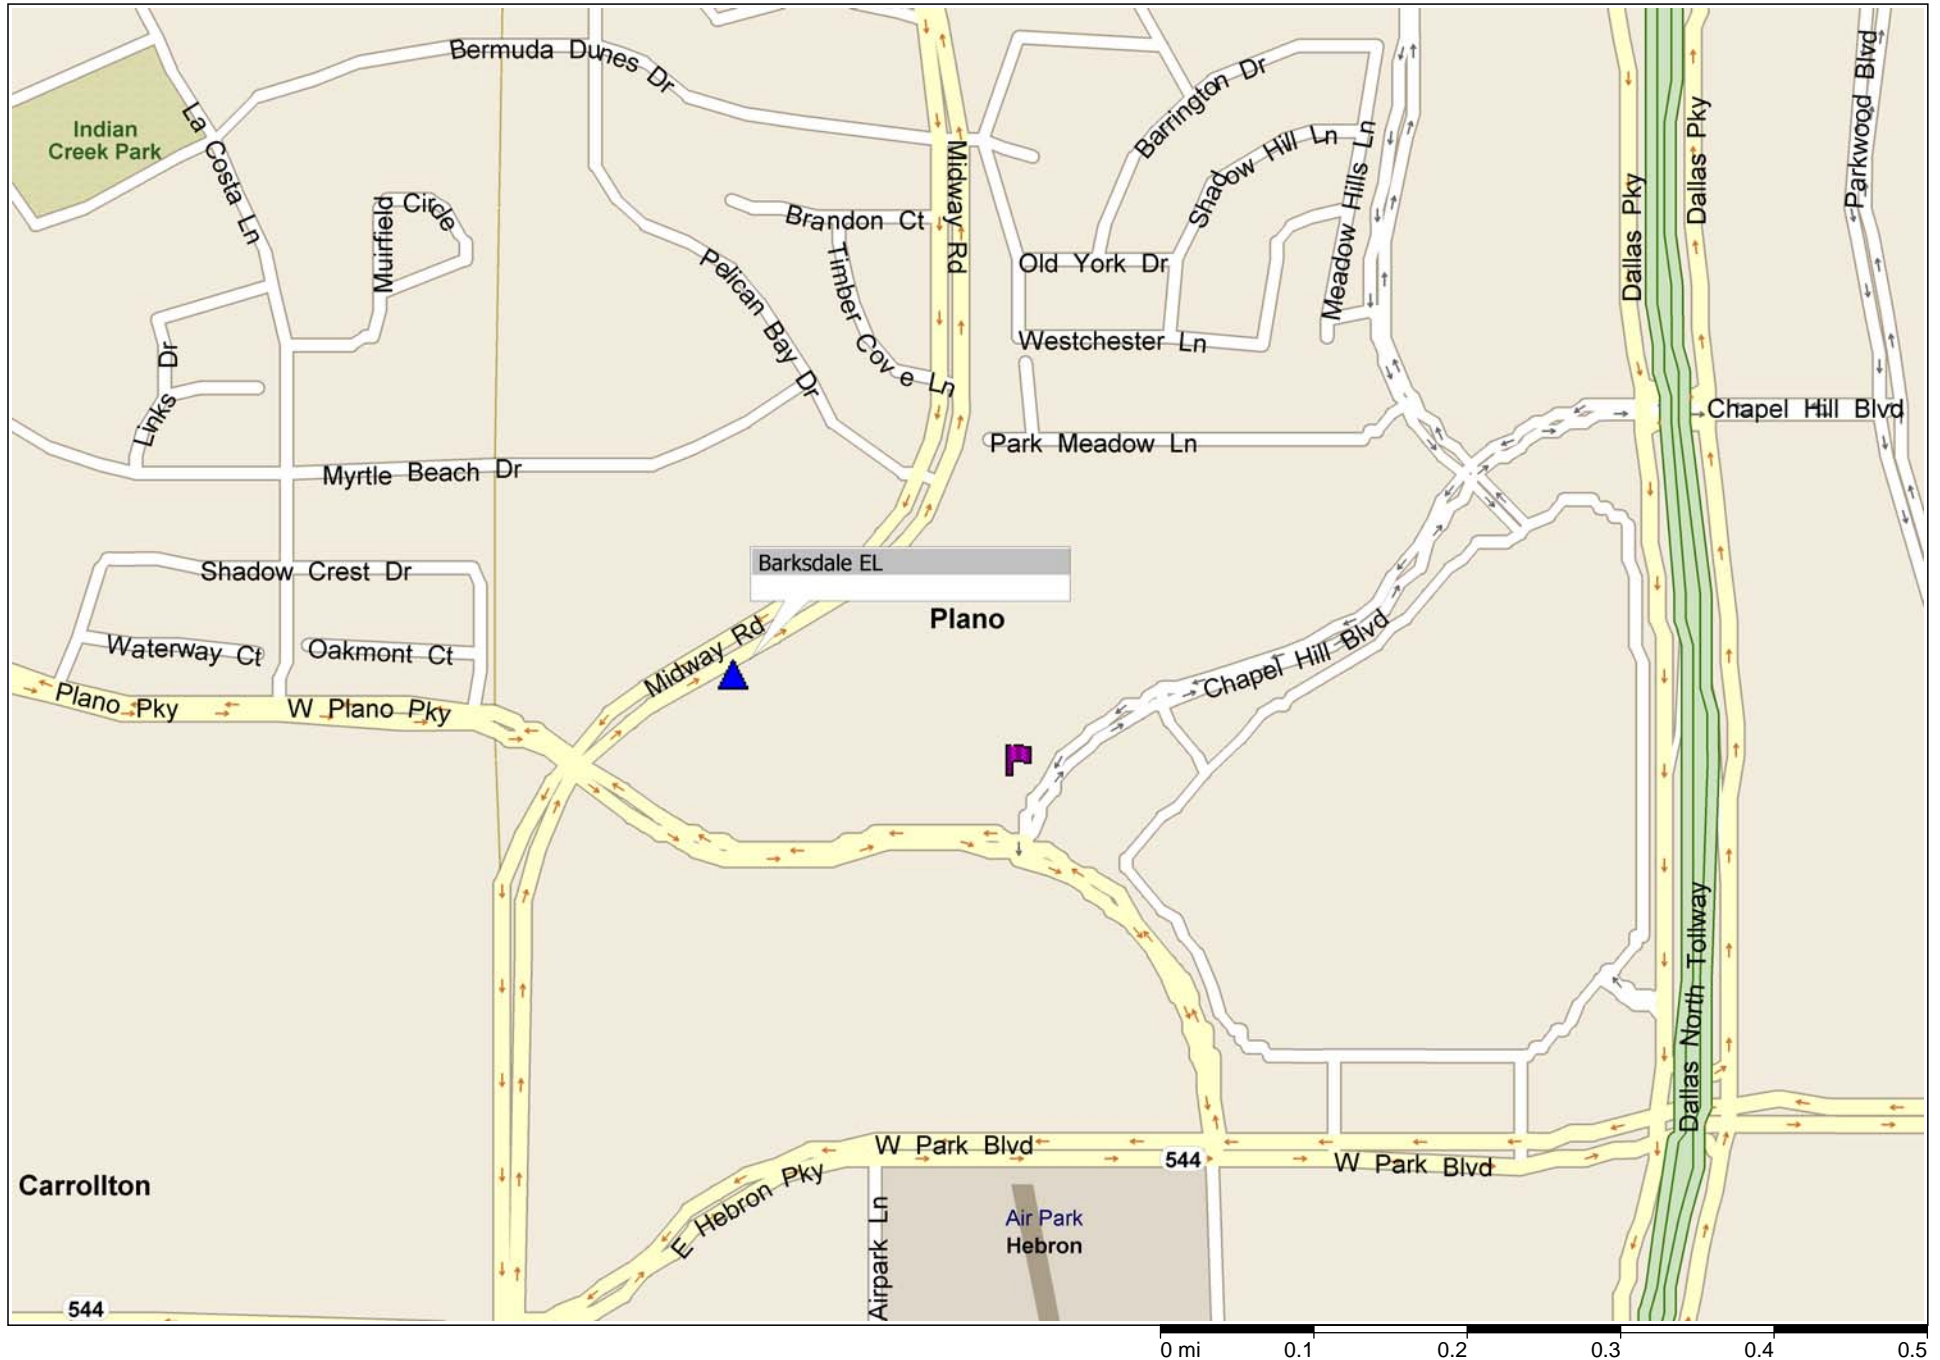 Bermuda Dunes Dr
Indian
Creek Park
La Costa Ln
Muirfield Circle
Brandon Ct
Timber Cove Ln
Midway Rd
Pelican Bay Dr
Barrington Dr
Shadow Hill Ln
Meadow Hills Ln
Old York Dr
Westchester Ln
Park Meadow Ln
Dallas Pky
Dallas Pky
Parkwood Blvd
Chapel Hill Blvd
Links Dr
Myrtle Beach Dr
Shadow Crest Dr
Waterway Ct
Oakmont Ct
Barksdale EL
Plano
Midway Rd
Chapel Hill Blvd
Plano Pky
W Plano Pky
Dallas North Tollway
W Park Blvd
544
W Park Blvd
E Hebron Pky
Carrollton
Airpark Ln
Air Park
Hebron
544
0 mi 0.1 0.2 0.3 0.4 0.5